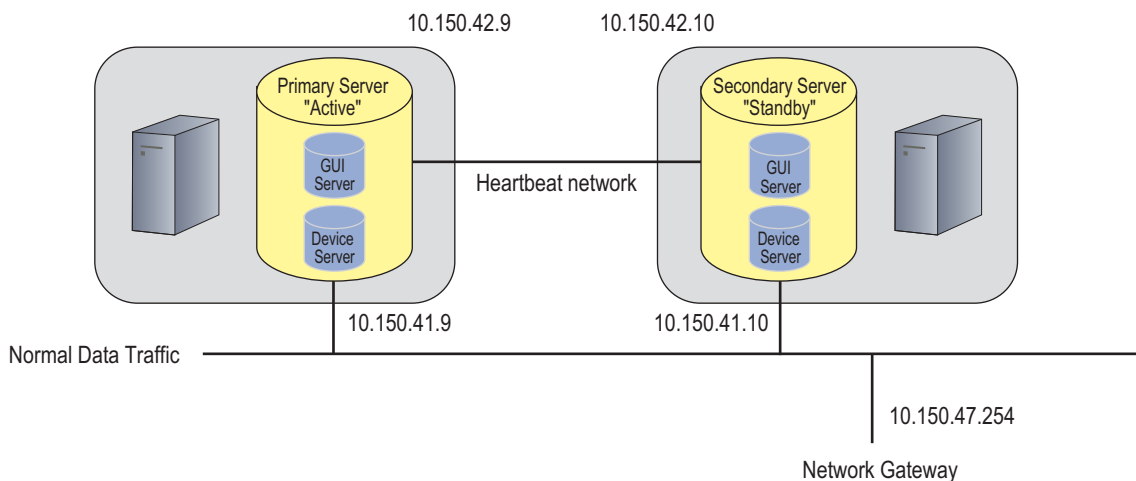 10.150.42.9
10.150.42.10
Primary Server
"Active"
GUI
Server
Device
Server
Heartbeat network
Secondary Server
"Standby"
GUI
Server
Device
Server
10.150.41.9
10.150.41.10
Normal Data Traffic
10.150.47.254
Network Gateway